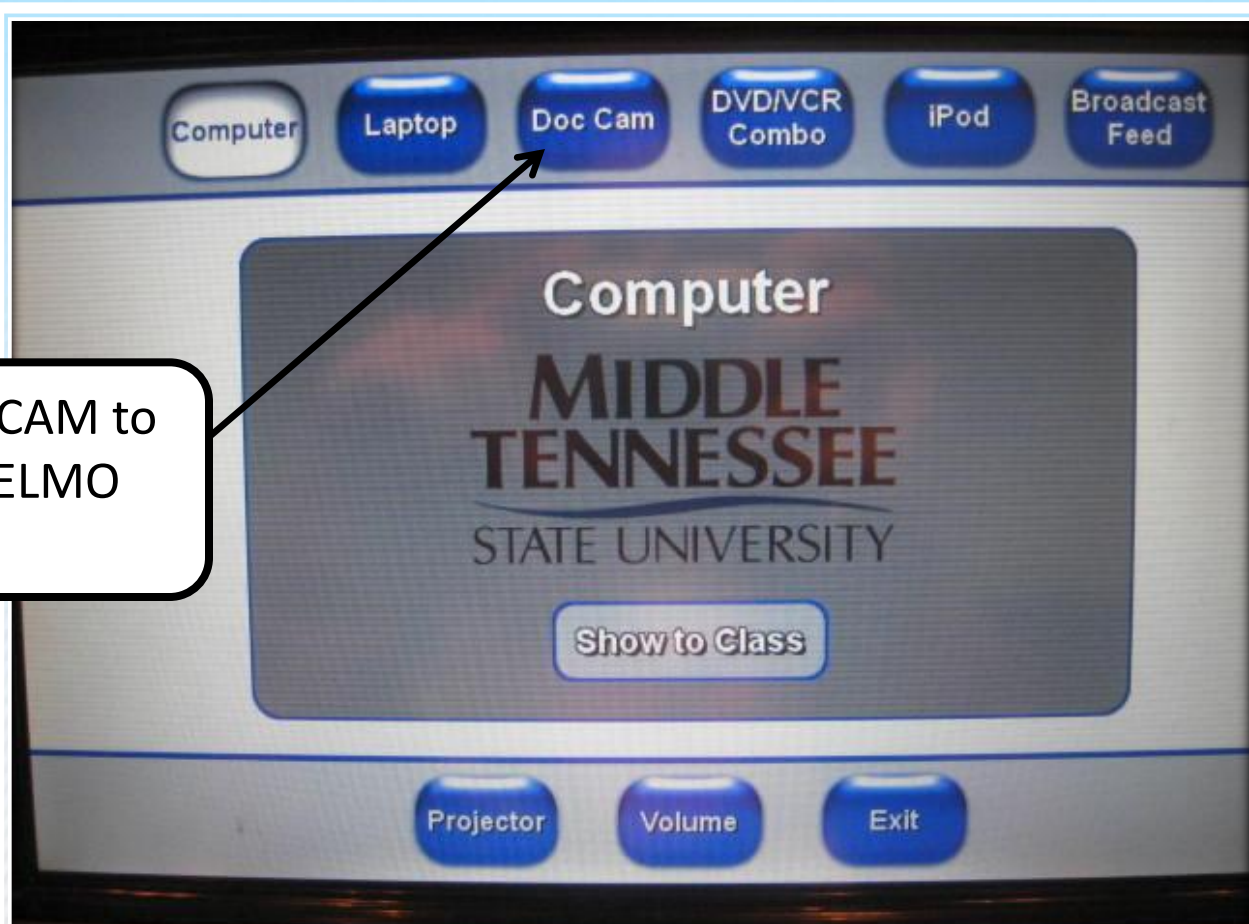 Computer
Laptop
Doc Cam
DVD/VCR
Combo
iPod
Broadcast
Feed
Computer
MIDDLE
TENNESSEE
STATE UNIVERSITY
CAM to
ELMO
Show to Class
Projector
Volume
Exit